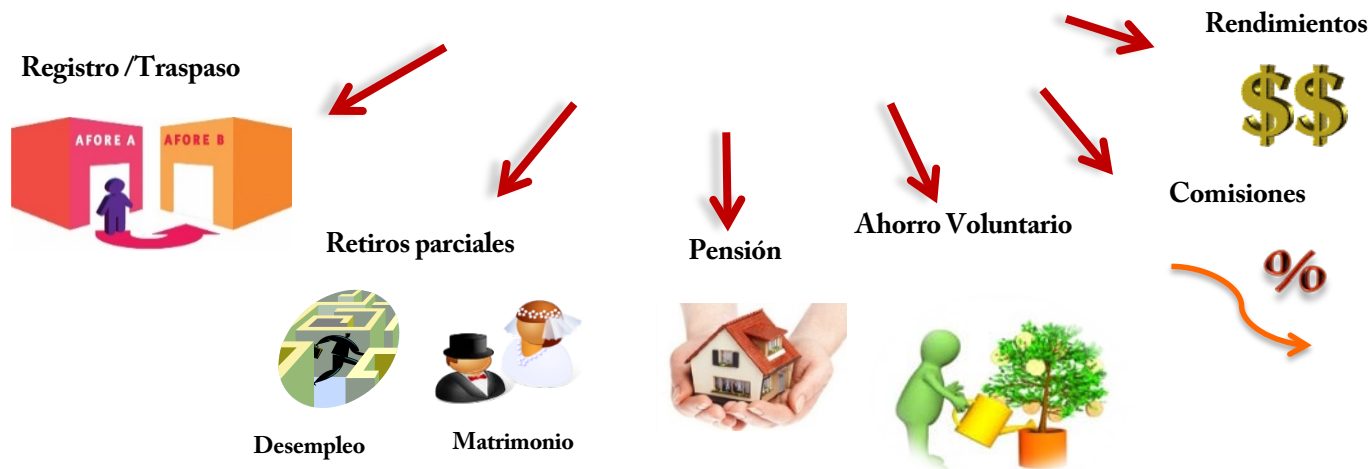 Rendimientos
Registro /Traspaso
$$
AFORE A
AFORE B
Comisiones
Ahorro Voluntario
Retiros parciales
Pensión
%
Desempleo
Matrimonio